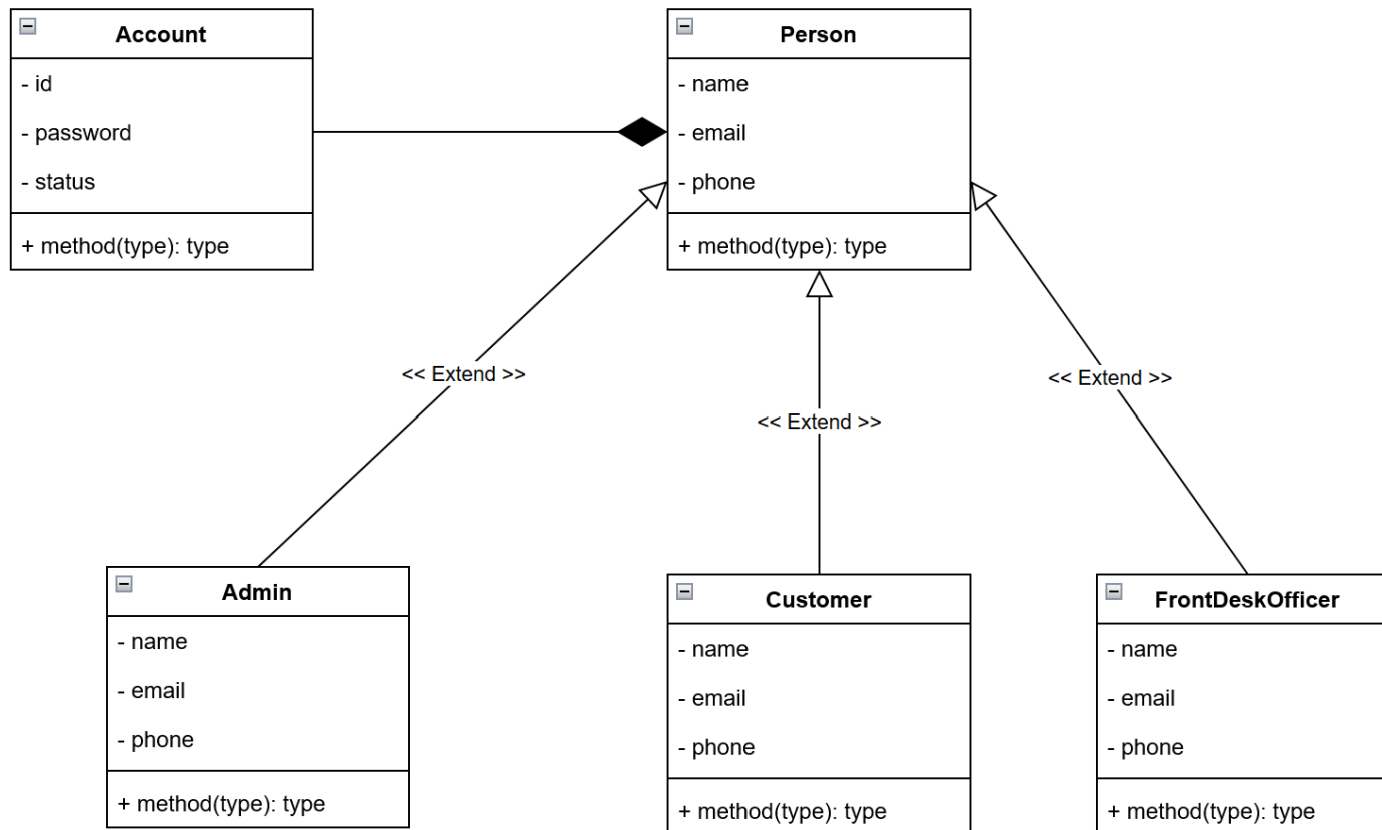 Account
- id
- password
- status
+ method(type): type
Person
- name
- email
- phone
+ method(type): type
<< Extend >>
<< Extend >>
<< Extend >>
Admin
- name
- email
- phone
+ method(type): type
Customer
- name
- email
- phone
+ method(type): type
FrontDeskOfficer
- name
- email
- phone
+ method(type): type